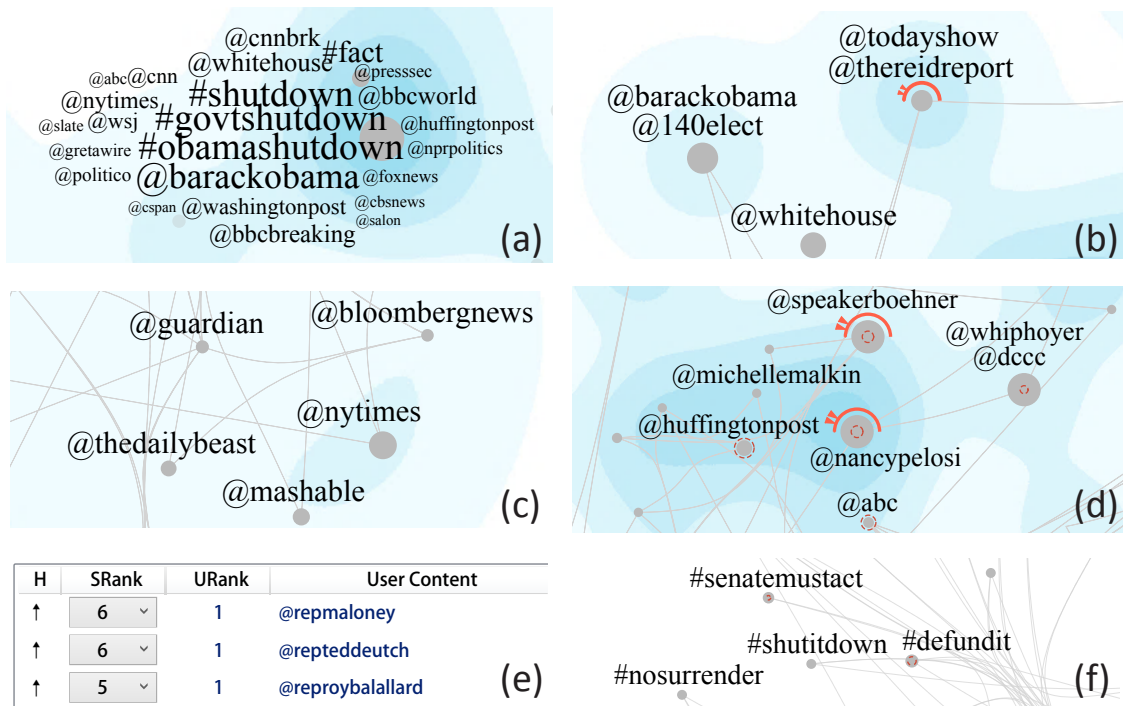 @cnnbrk
#fact
@whitehouse
@presssec
@abc @cnn
#shutdown
@bbcworld
@nytimes
#govtshutdown
@huffingtonpost
@slate @wsj
@gretawire
#obamashutdown
@nprpolitics
@politico
@barackobama
@foxnews
@cspan
@washingtonpost
@cbsnews
@salon
@bbcbreaking
(a)
@todayshow
@thereidreport
@barackobama
@140elect
@whitehouse
(b)
@guardian
@bloombergnews
@nytimes
@thedailybeast
@mashable
(c)
@speakerboehner
@whiphoyer
@dccc
@michellemalkin
@huffingtonpost
@nancypelosi
@abc
(d)
H SRank URank User Content
↑ 6 1 @repmaloney
↑ 6 1 @repteddeutch
↑ 5 1 @reproybalallard
(e)
#senatemustact
#shutitdown
#defundit
#nosurrender
(f)